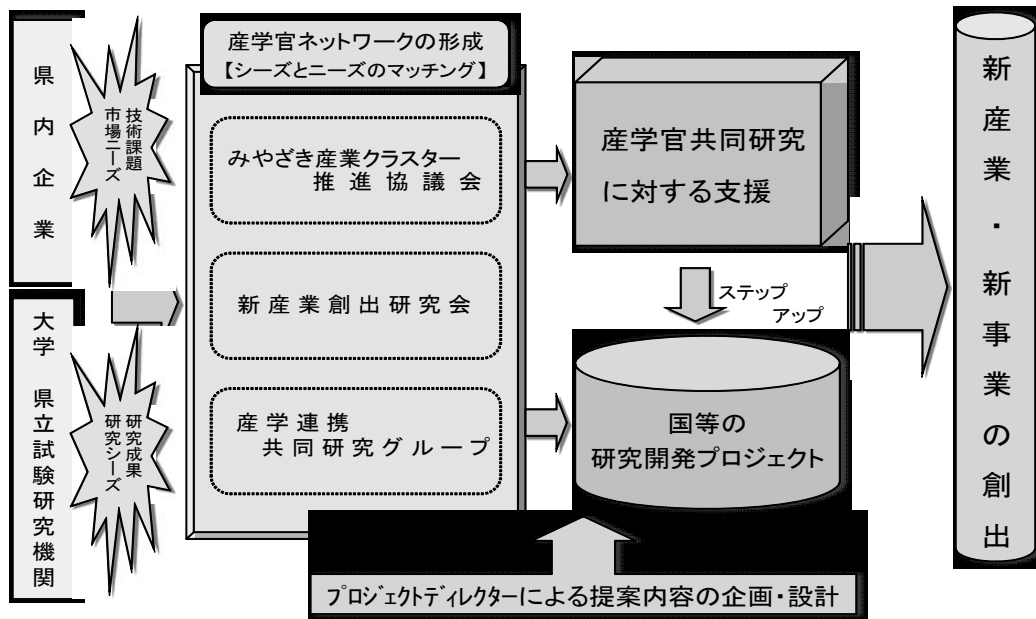 県内企業
技術課題
市場ニーズ
大学 県立試験研究機関
研究成果
研究シーズ
産学官ネットワークの形成
【シーズとニーズのマッチング】
みやざき産業クラスター
推進協議会
新産業創出研究会
産学連携
共同研究グループ
産学官共同研究
に対する支援
ステップ
アップ
国等の
研究開発プロジェクト
プロジェクトディレクターによる提案内容の企画・設計
新産業・新事業の創出